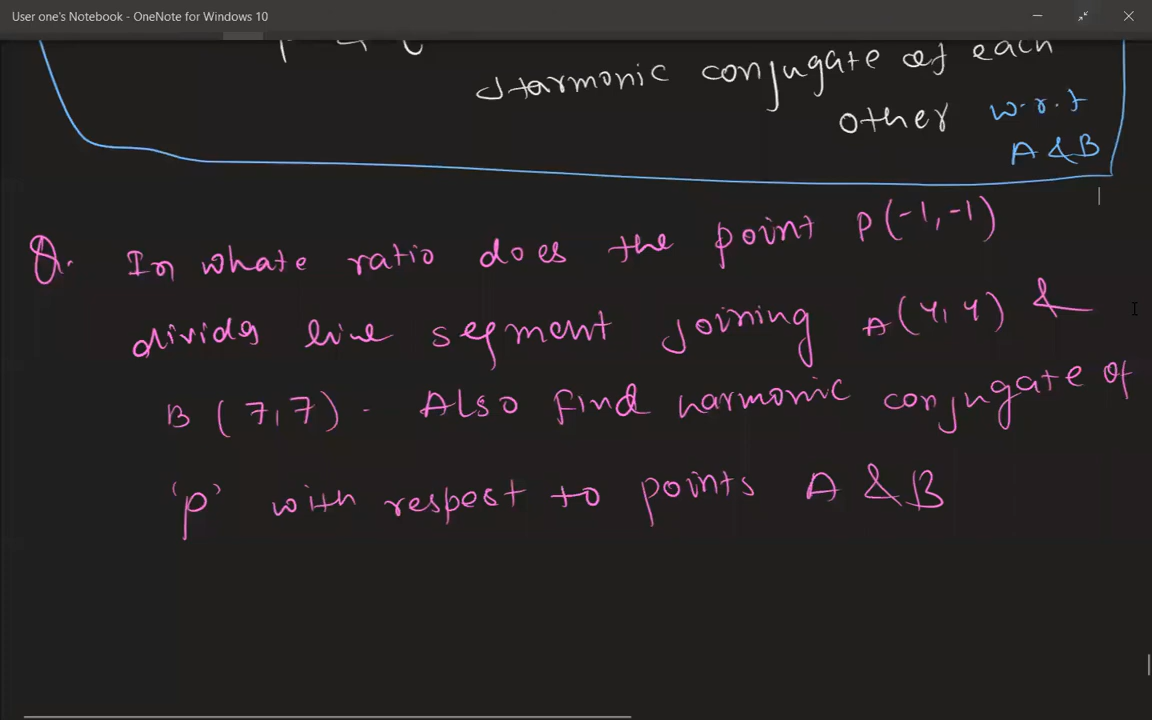 User one's Notebook - OneNote for Windows 10
Harmonic conjugate of each
other w.r.t
A & B
Q. In whate ratio does the point P(-1,-1)
divides line segment Joining A(4,4) &
B (7,7). Also find harmonic conjugate of
'p' with respect to points A & B